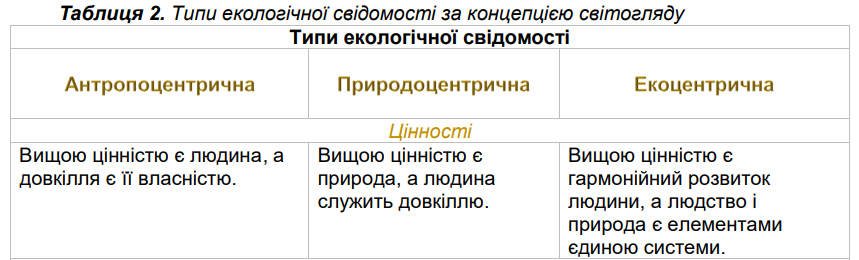 Таблиця 2. Типи екологічної свідомості за концепцією світогляду
Типи екологічної свідомості
Антропоцентрична
Природоцентрична
Екоцентрична
Цінності
Вищою цінністю є людина, а
довкілля є її власністю.
Вищою цінністю є
природа, а людина
служить довкіллю.
Вищою цінністю є
гармонійний розвиток
людини, а людство і
природа є елементами
єдиною системи.